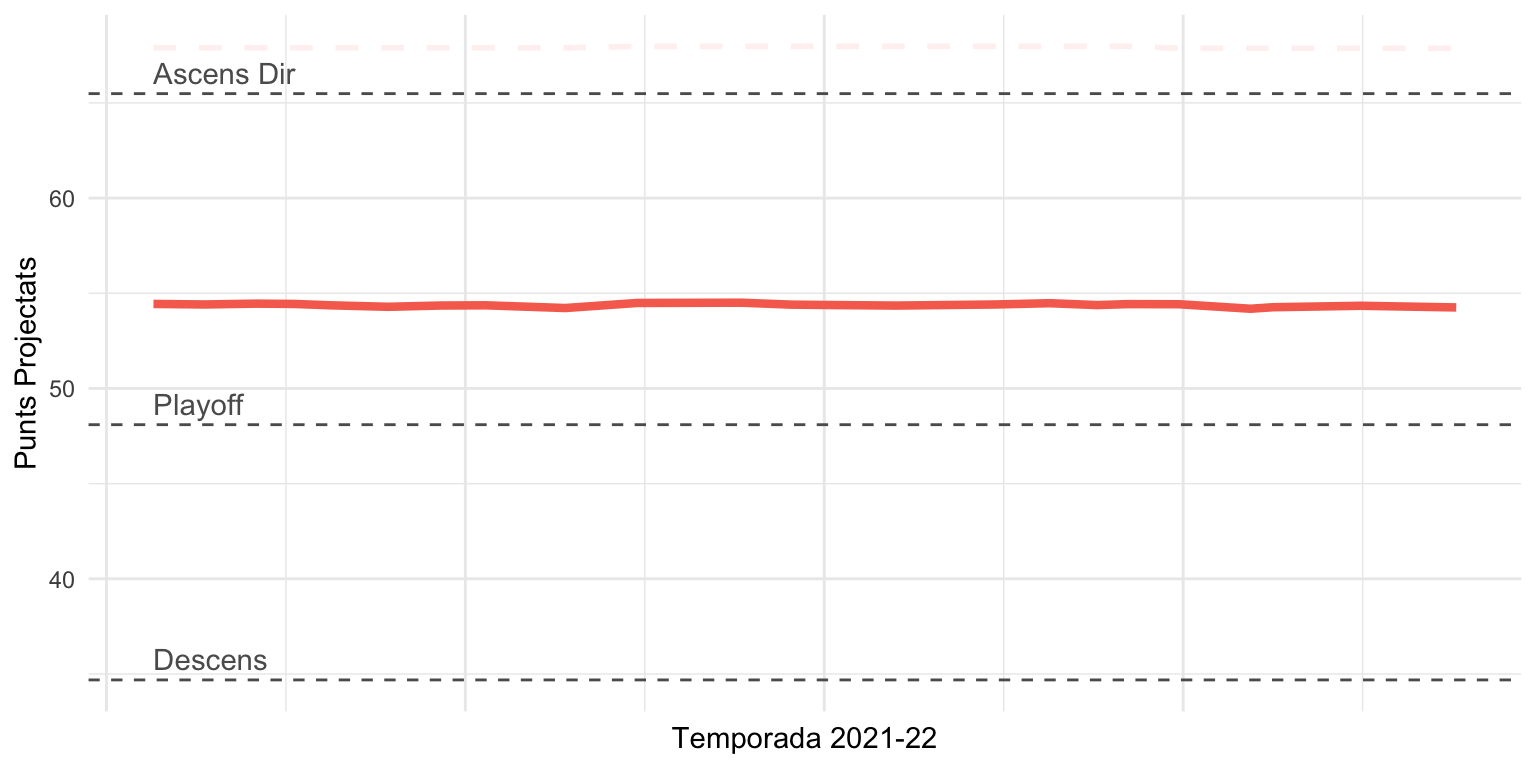 Ascens Dir
60
Punts Projectats
50
Playoff
40
Descens
Temporada 2021-22